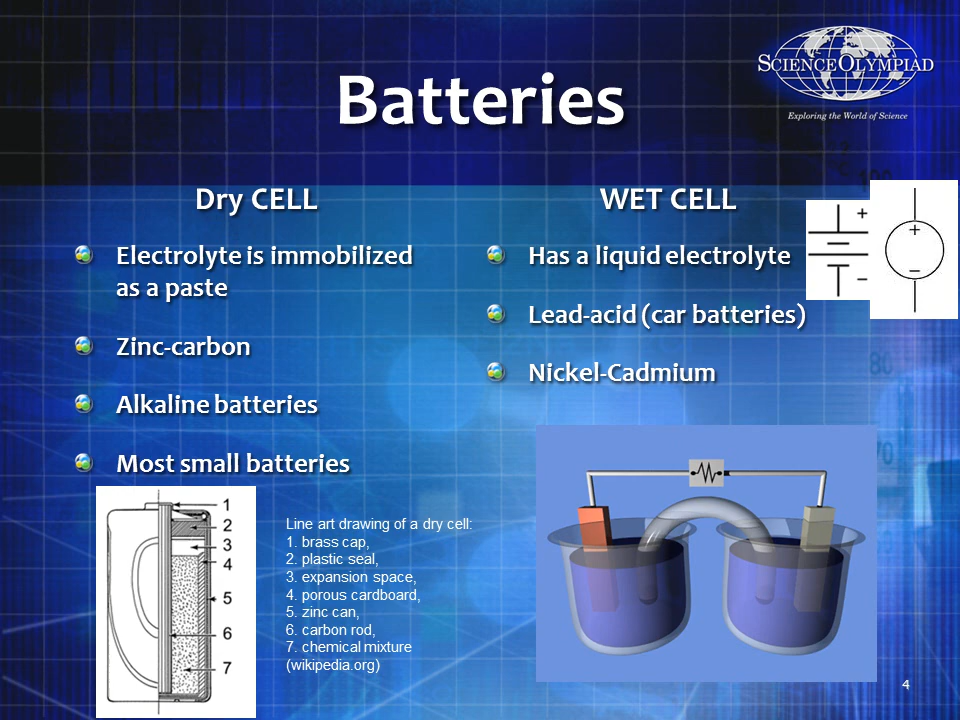 SCIENCEOLYMPIAD
Exploring the World of Science
Batteries
Dry CELL
Electrolyte is immobilized
as a paste
Zinc-carbon
Alkaline batteries
Most small batteries
1
2
3
4
5
6
7
Line art drawing of a dry cell:
1. brass cap,
2. plastic seal,
3. expansion space,
4. porous cardboard,
5. zinc can,
6. carbon rod,
7. chemical mixture
(wikipedia.org)
WET CELL
Has a liquid electrolyte
Lead-acid (car batteries)
Nickel-Cadmium
+
−
+
−
4